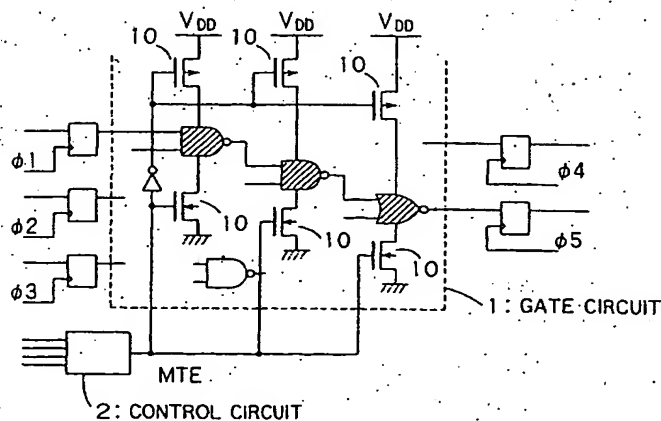 VDD VDD VDD
10 10 10
φ1 φ4
φ2 10 φ5
10
φ3 10
1: GATE CIRCUIT
MTE
2: CONTROL CIRCUIT